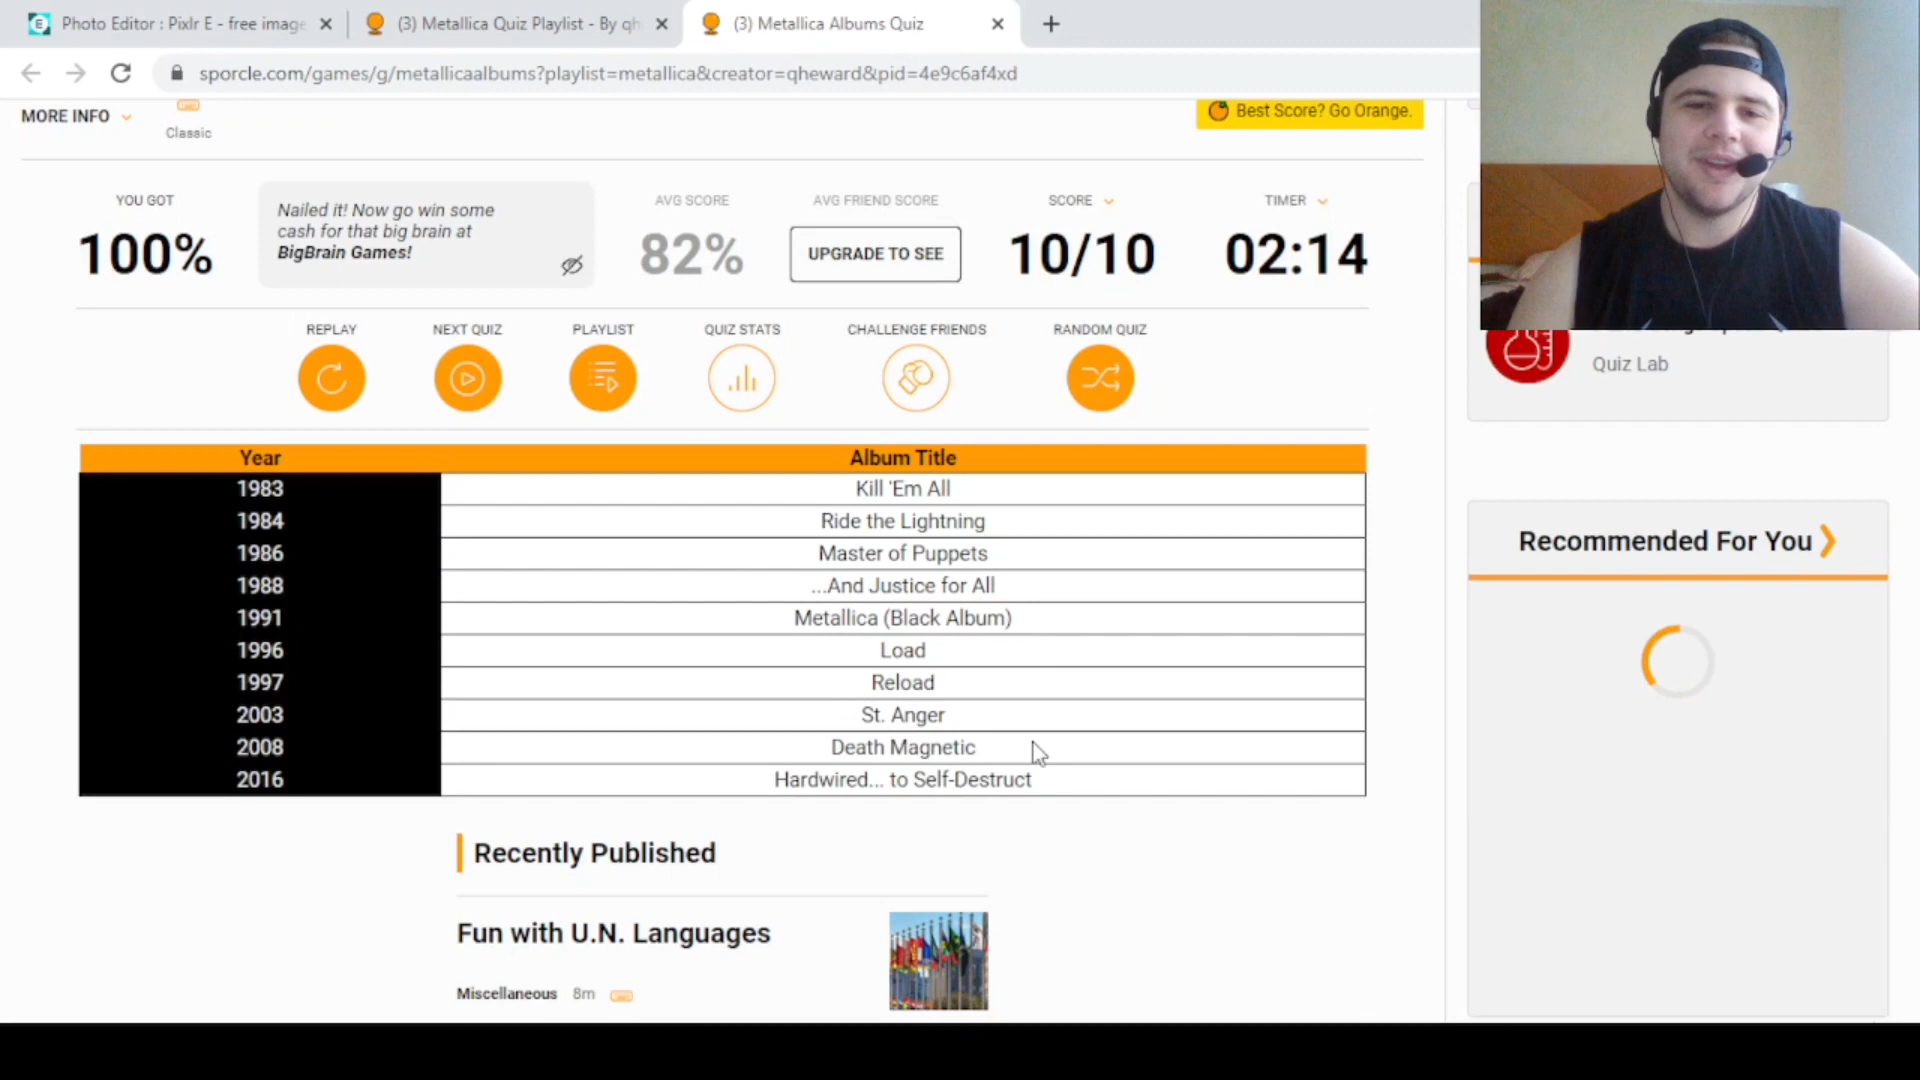 Photo Editor : Pixlr E - free image
(3) Metallica Quiz Playlist - By qh
(3) Metallica Albums Quiz
sporcle.com/games/g/metallicaalbums?playlist=metallica&creator=qheward&pid=4e9c6af4xd
MORE INFO
Classic
Best Score? Go Orange.
YOU GOT
100%
Nailed it! Now go win some
cash for that big brain at
BigBrain Games!
AVG SCORE
82%
AVG FRIEND SCORE
UPGRADE TO SEE
SCORE
10/10
TIMER
02:14
REPLAY
NEXT QUIZ
PLAYLIST
QUIZ STATS
CHALLENGE FRIENDS
RANDOM QUIZ
Quiz Lab
Year Album Title
1983 Kill 'Em All
1984 Ride the Lightning
1986 Master of Puppets
1988 ...And Justice for All
1991 Metallica (Black Album)
1996 Load
1997 Reload
2003 St. Anger
2008 Death Magnetic
2016 Hardwired... to Self-Destruct
Recommended For You
Recently Published
Fun with U.N. Languages
Miscellaneous 8m